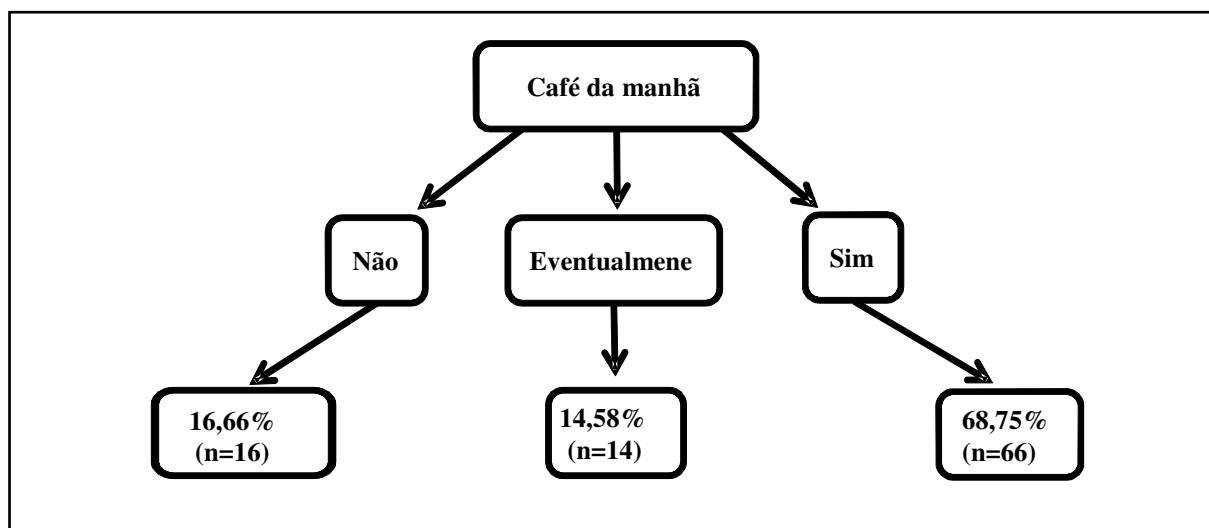 Café da manhã
Não
Eventualmene
Sim
16,66%
(n=16)
14,58%
(n=14)
68,75%
(n=66)